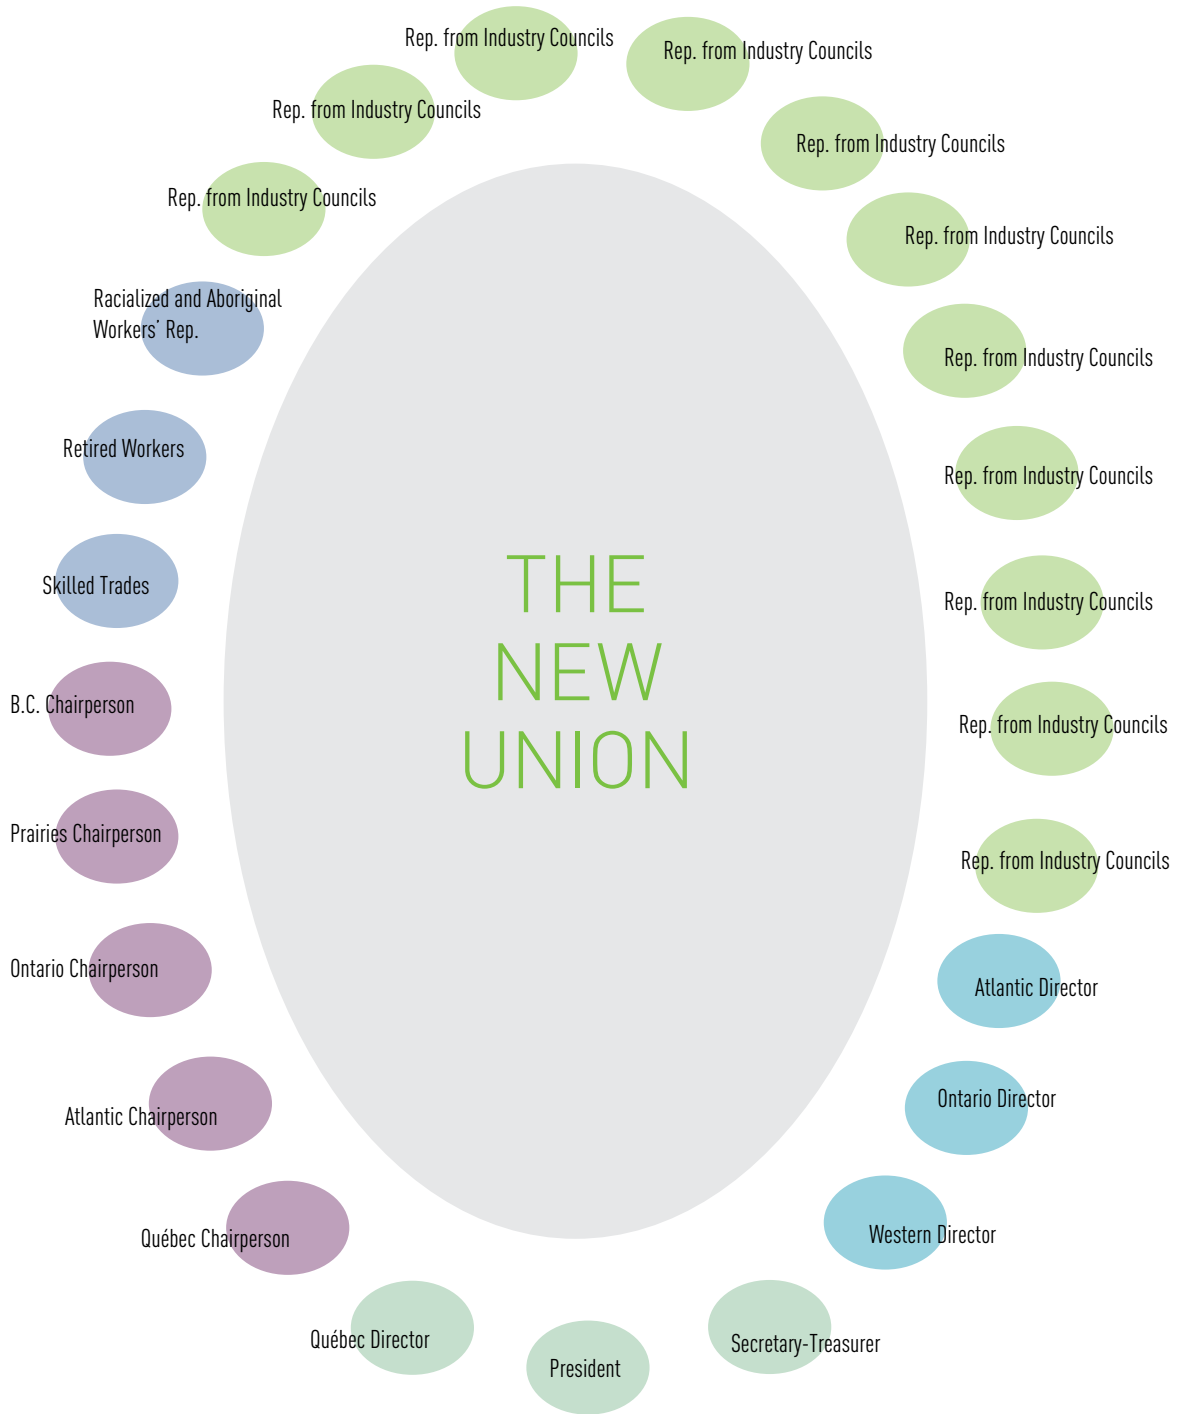 Rep. from Industry Councils
Rep. from Industry Councils
Rep. from Industry Councils
Rep. from Industry Councils
Rep. from Industry Councils
Rep. from Industry Councils
Racialized and Aboriginal
Workers' Rep.
Rep. from Industry Councils
Retired Workers
Rep. from Industry Councils
Skilled Trades
THE
NEW
UNION
Rep. from Industry Councils
B.C. Chairperson
Rep. from Industry Councils
Prairies Chairperson
Rep. from Industry Councils
Ontario Chairperson
Atlantic Director
Ontario Director
Atlantic Chairperson
Western Director
Québec Chairperson
Québec Director
Secretary-Treasurer
President